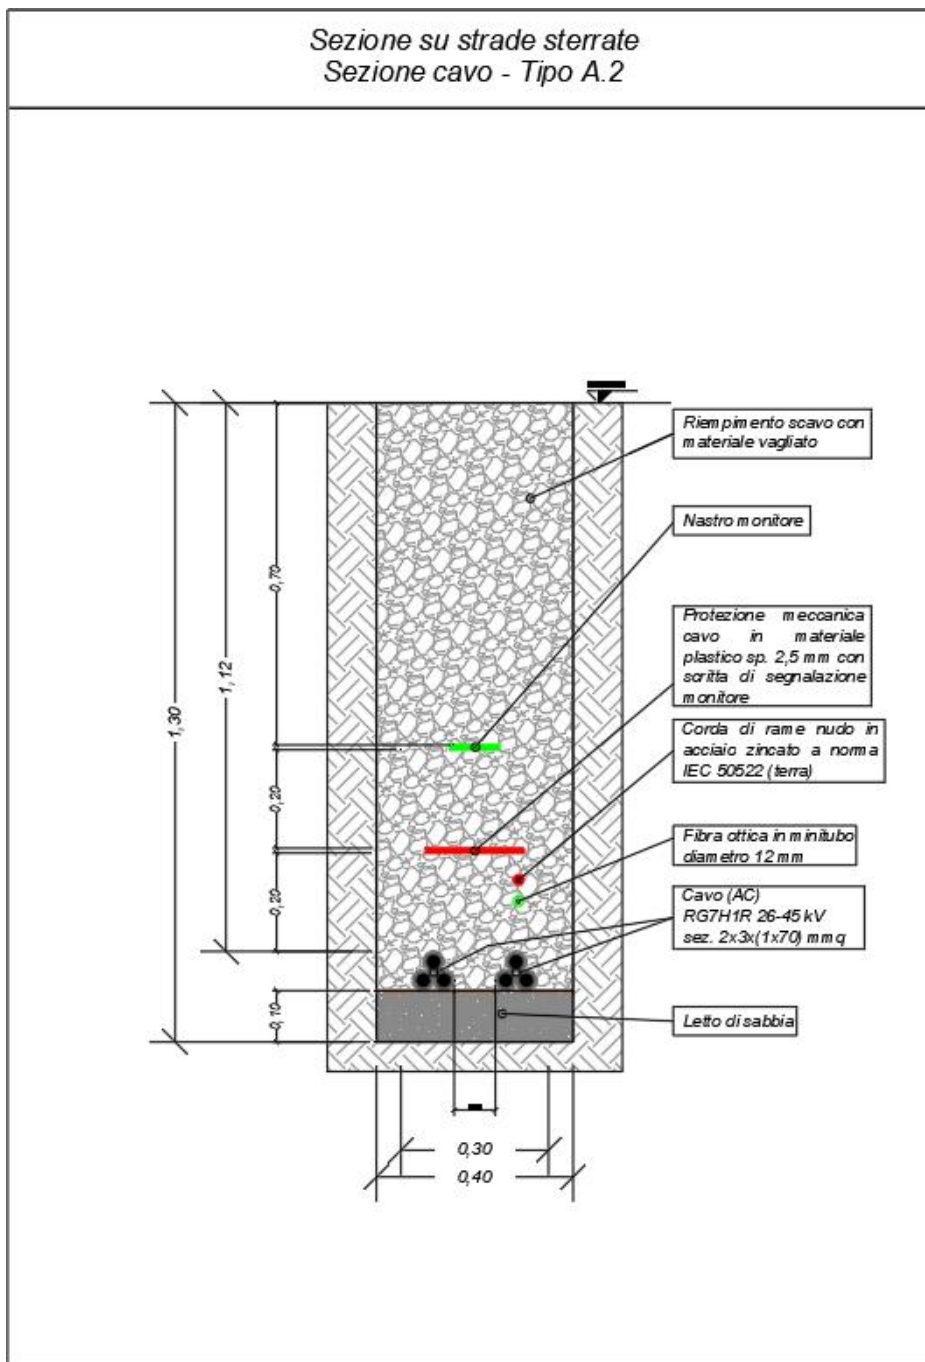 Sezione su strade sterrate
Sezione cavo - Tipo A.2
Riempimento scavo con
materiale vagliato
Nastro monitore
Protezione meccanica
cavo in materiale
plastico sp. 2,5 mm con
scritta di segnalazione
monitore
Corda di rame nudo in
acciaio zincato a norma
IEC 50522 (terra)
Fibra ottica in minitubo
diametro 12 mm
Cavo (AC)
RG7H1R 26-45 kV
sez. 2x3x(1x70) mmq
Letto di sabbia
1,30
1,12
0,70
0,20
0,20
0,10
0,30
0,40